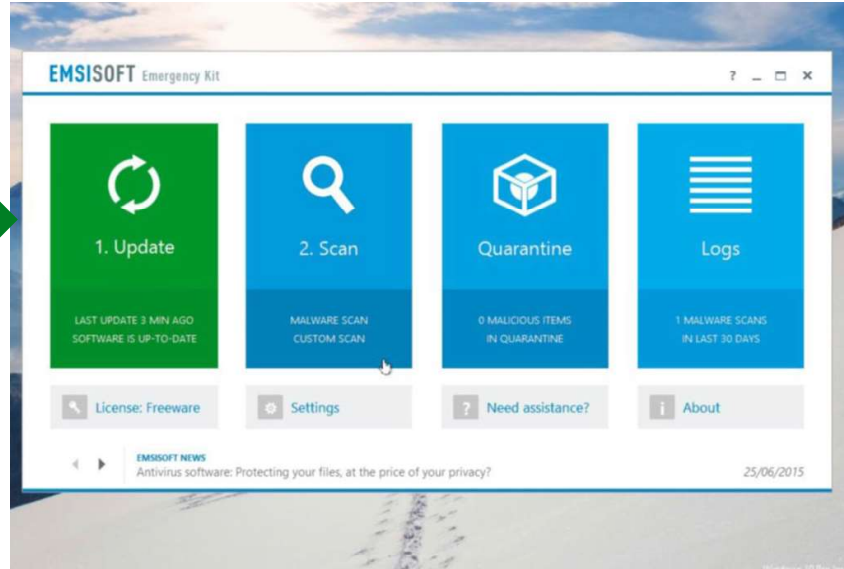 EMSISOFT Emergency Kit
1. Update
LAST UPDATE 3 MIN AGO
SOFTWARE IS UP-TO-DATE
2. Scan
MALWARE SCAN
CUSTOM SCAN
Quarantine
0 MALICIOUS ITEMS
IN QUARANTINE
Logs
1 MALWARE SCANS
IN LAST 30 DAYS
License: Freeware
Settings
Need assistance?
About
EMSISOFT NEWS
Antivirus software: Protecting your files, at the price of your privacy?
25/06/2015